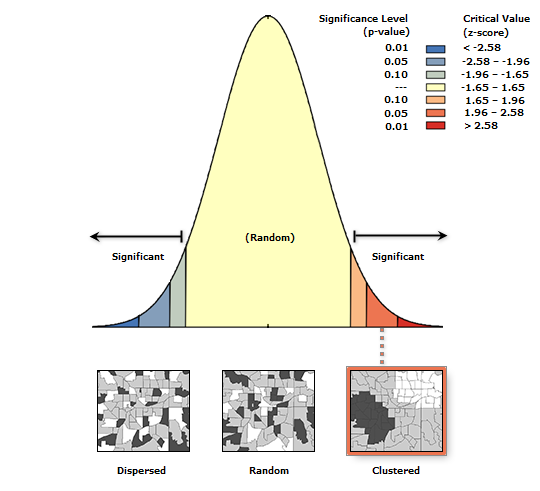 Significance Level Critical Value
(p-value) (z-score)
0.01 < -2.58
0.05 -2.58 – -1.96
0.10 -1.96 – -1.65
--- -1.65 – 1.65
0.10 1.65 – 1.96
0.05 1.96 – 2.58
0.01 > 2.58
(Random)
Significant Significant
Dispersed Random Clustered